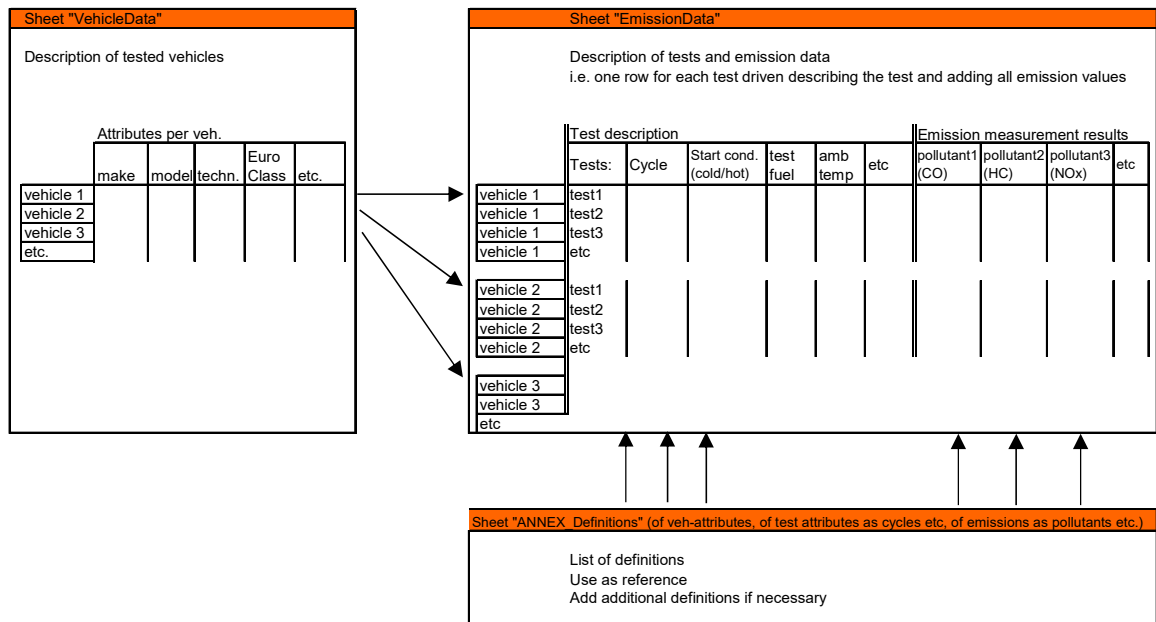 Sheet "VehicleData"
Description of tested vehicles
Attributes per veh.
make model techn. Euro Class etc.
vehicle 1
vehicle 2
vehicle 3
etc.
Sheet "EmissionData"
Description of tests and emission data
i.e. one row for each test driven describing the test and adding all emission values
Test description Emission measurement results
Tests: Cycle Start cond. (cold/hot) test fuel amb temp etc pollutant1 (CO) pollutant2 (HC) pollutant3 (NOx) etc
vehicle 1 test1
vehicle 1 test2
vehicle 1 test3
vehicle 1 etc
vehicle 2 test1
vehicle 2 test2
vehicle 2 test3
vehicle 2 etc
vehicle 3
vehicle 3
etc
Sheet "ANNEX_Definitions" (of veh-attributes, of test attributes as cycles etc, of emissions as pollutants etc.)
List of definitions
Use as reference
Add additional definitions if necessary